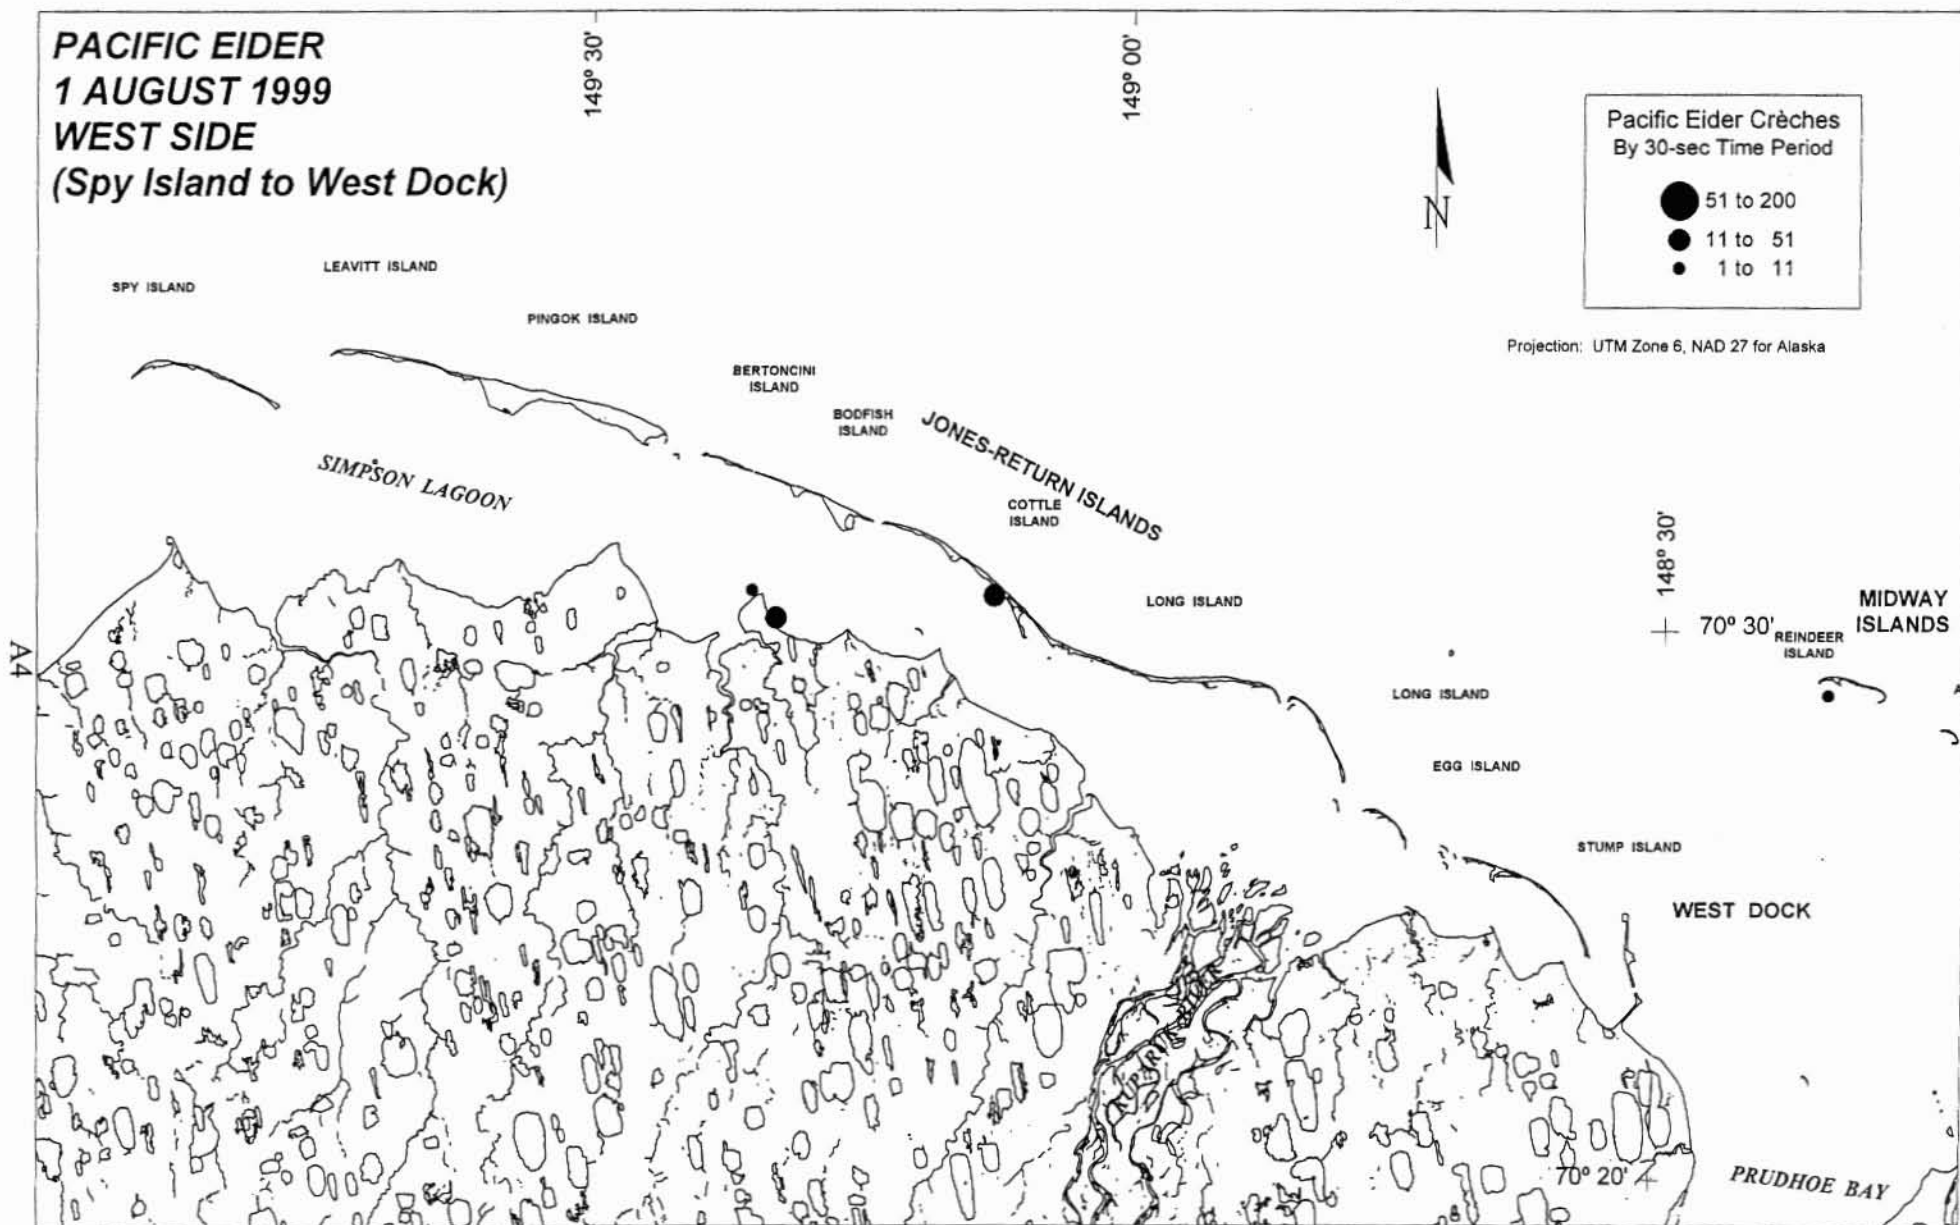 PACIFIC EIDER
1 AUGUST 1999
WEST SIDE
(Spy Island to West Dock)
149° 30'
149° 00'
Pacific Eider Crèches
By 30-sec Time Period
51 to 200
11 to 51
1 to 11
N
Projection: UTM Zone 6, NAD 27 for Alaska
SPY ISLAND
LEAVITT ISLAND
PINGOK ISLAND
BERTONCINI
ISLAND
BODFISH
ISLAND
JONES-RETURN ISLANDS
COTTLE
ISLAND
SIMPSON LAGOON
LONG ISLAND
148° 30'
70° 30'
MIDWAY
ISLANDS
REINDEER
ISLAND
A4
LONG ISLAND
EGG ISLAND
STUMP ISLAND
WEST DOCK
KUPARUK RIVER
70° 20'
PRUDHOE BAY